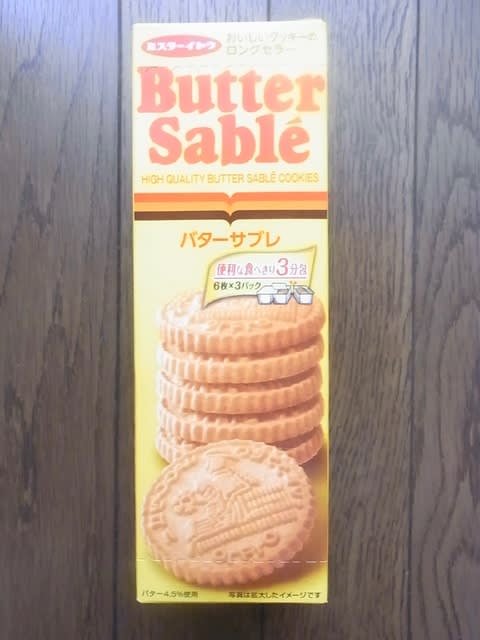 ミスターイトウ
おいしいクッキーの
ロングセラー
Butter
Sablé
HIGH QUALITY BUTTER SABLÉ COOKIES
バターサブレ
便利な食べきり3分包
6枚×3パック
バター4.5%使用
写真は拡大したイメージです